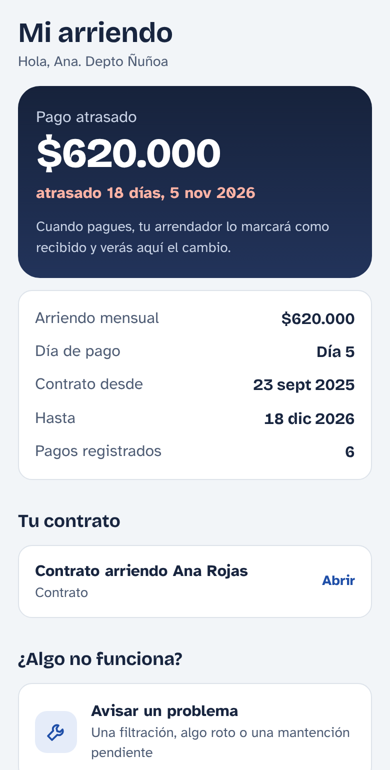 Mi arriendo
Hola, Ana. Depto Ñuñoa
Pago atrasado
$620.000
atrasado 18 días, 5 nov 2026
Cuando pagues, tu arrendador lo marcará como
recibido y verás aquí el cambio.
Arriendo mensual $620.000
Día de pago Día 5
Contrato desde 23 sept 2025
Hasta 18 dic 2026
Pagos registrados 6
Tu contrato
Contrato arriendo Ana Rojas
Contrato
Abrir
¿Algo no funciona?
Avisar un problema
Una filtración, algo roto o una mantención
pendiente